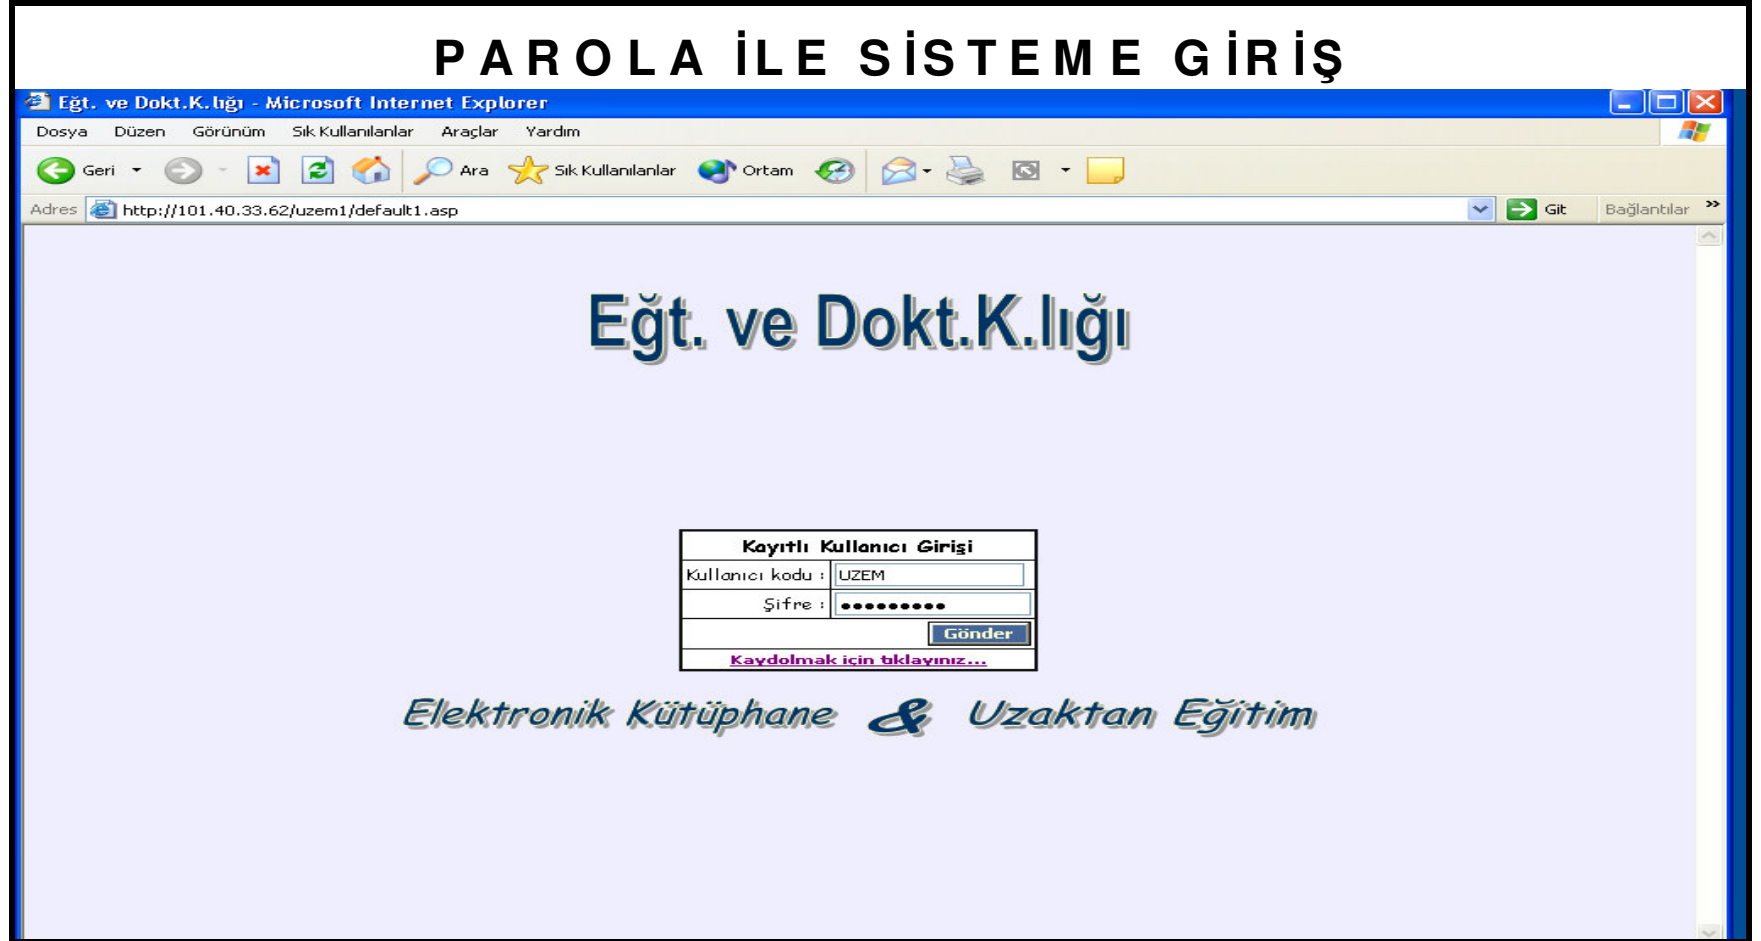 PAROLA İLE SİSTEME GİRİŞ
Eğt. ve Dokt.K.lığı - Microsoft Internet Explorer
Dosya Düzen Görünüm Sık Kullanılanlar Araçlar Yardım
Geri Ara Sık Kullanılanlar Ortam
Adres http://101.40.33.62/uzem1/default1.asp Git Bağlantılar »
Eğt. ve Dokt.K.lığı
Kayıtlı Kullanıcı Girişi
Kullanıcı kodu : UZEM
Şifre : •••••••••
Gönder
Kaydolmak için tıklayınız...
Elektronik Kütüphane & Uzaktan Eğitim